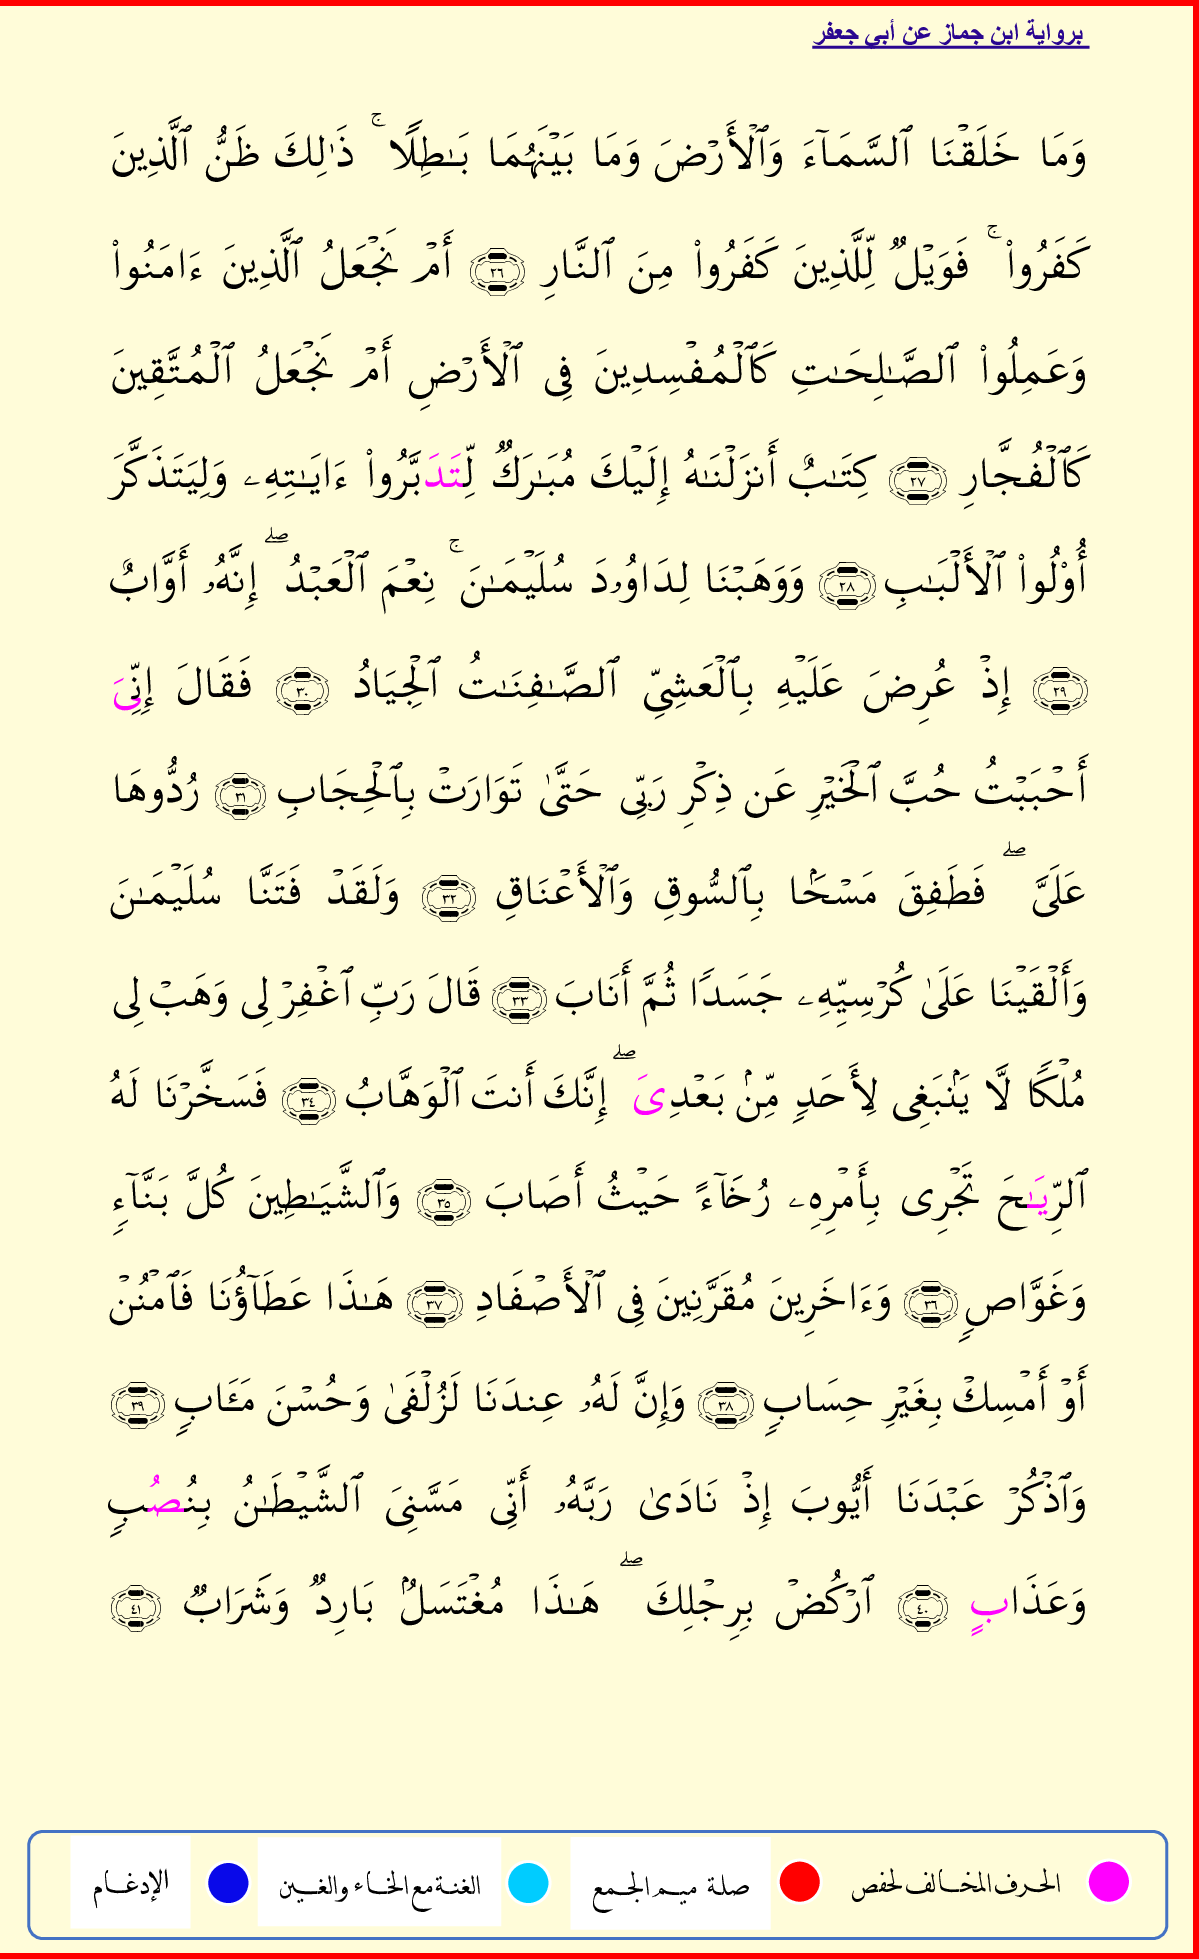 برواية ابن جماز عن أبي جعفر
وَمَا خَلَقۡنَا ٱلسَّمَآءَ وَٱلۡأَرۡضَ وَمَا بَيۡنَهُمَا بَٰطِلٗا ۚ ذَٰلِكَ ظَنُّ ٱلَّذِينَ
كَفَرُواْ ۚ فَوَيۡلٞ لِّلَّذِينَ كَفَرُواْ مِنَ ٱلنَّارِ ٢٦ أَمۡ نَجۡعَلُ ٱلَّذِينَ ءَامَنُواْ
وَعَمِلُواْ ٱلصَّٰلِحَٰتِ كَٱلۡمُفۡسِدِينَ فِي ٱلۡأَرۡضِ أَمۡ نَجۡعَلُ ٱلۡمُتَّقِينَ
كَٱلۡفُجَّارِ ٢٧ كِتَٰبٌ أَنزَلۡنَٰهُ إِلَيۡكَ مُبَٰرَكٞ لِّتَدَبَّرُواْ ءَايَٰتِهِۦ وَلِيَتَذَكَّرَ
أُوْلُواْ ٱلۡأَلۡبَٰبِ ٢٨ وَوَهَبۡنَا لِدَاوُۥدَ سُلَيۡمَٰنَ ۚ نِعۡمَ ٱلۡعَبۡدُ ۖ إِنَّهُۥ أَوَّابٌ
٢٩ إِذۡ عُرِضَ عَلَيۡهِ بِٱلۡعَشِيِّ ٱلصَّٰفِنَٰتُ ٱلۡجِيَادُ ٣٠ فَقَالَ إِنِّيَ
أَحۡبَبۡتُ حُبَّ ٱلۡخَيۡرِ عَن ذِكۡرِ رَبِّي حَتَّىٰ تَوَارَتۡ بِٱلۡحِجَابِ ٣١ رُدُّوهَا
عَلَيَّ ۖ فَطَفِقَ مَسۡحَۢا بِٱلسُّوقِ وَٱلۡأَعۡنَاقِ ٣٢ وَلَقَدۡ فَتَنَّا سُلَيۡمَٰنَ
وَأَلۡقَيۡنَا عَلَىٰ كُرۡسِيِّهِۦ جَسَدٗا ثُمَّ أَنَابَ ٣٣ قَالَ رَبِّ ٱغۡفِرۡ لِي وَهَبۡ لِي
مُلۡكٗا لَّا يَنۢبَغِي لِأَحَدٖ مِّنۢ بَعۡدِيَ ۖ إِنَّكَ أَنتَ ٱلۡوَهَّابُ ٣٤ فَسَخَّرۡنَا لَهُ
ٱلرِّيَٰحَ تَجۡرِي بِأَمۡرِهِۦ رُخَآءً حَيۡثُ أَصَابَ ٣٥ وَٱلشَّيَٰطِينَ كُلَّ بَنَّآءٖ
وَغَوَّاصٖ ٣٦ وَءَاخَرِينَ مُقَرَّنِينَ فِي ٱلۡأَصۡفَادِ ٣٧ هَٰذَا عَطَآؤُنَا فَٱمۡنُنۡ
أَوۡ أَمۡسِكۡ بِغَيۡرِ حِسَابٖ ٣٨ وَإِنَّ لَهُۥ عِندَنَا لَزُلۡفَىٰ وَحُسۡنَ مَـَٔابٖ ٣٩
وَٱذۡكُرۡ عَبۡدَنَا أَيُّوبَ إِذۡ نَادَىٰ رَبَّهُۥ أَنِّي مَسَّنِيَ ٱلشَّيۡطَٰنُ بِنُصُبٖ
وَعَذَابٍ ٤٠ ٱرۡكُضۡ بِرِجۡلِكَ ۖ هَٰذَا مُغۡتَسَلُۢ بَارِدٞ وَشَرَابٞ ٤١
الحرف المخالف لحفص صلة ميم الجمع الغنة مع الخاء والغين الإدغام